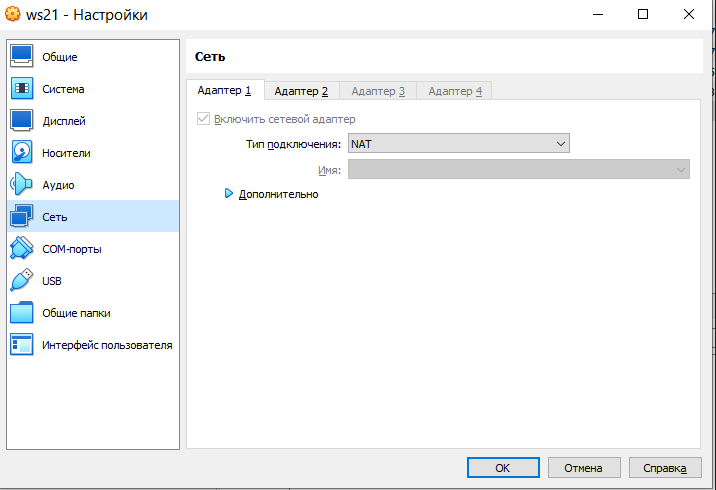 ws21 - Настройки
Общие
Система
Дисплей
Носители
Аудио
Сеть
COM-порты
USB
Общие папки
Интерфейс пользователя
Сеть
Адаптер 1 Адаптер 2 Адаптер 3 Адаптер 4
Включить сетевой адаптер
Тип подключения: NAT
Имя:
Дополнительно
OK Отмена Справка